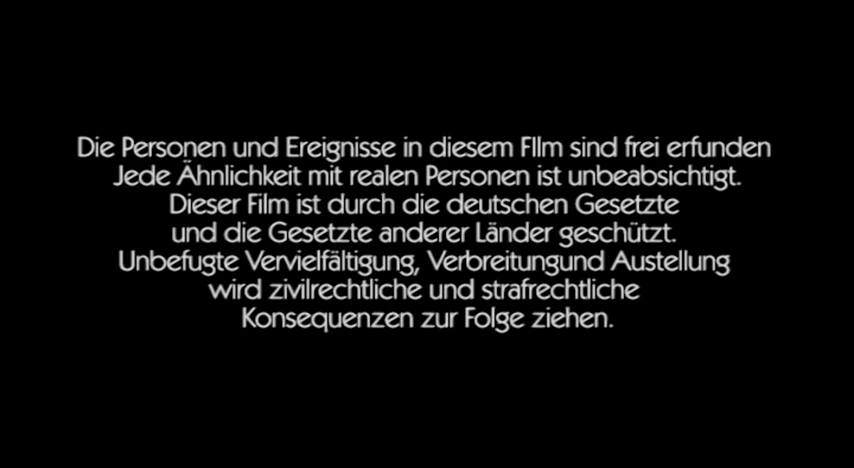 Die Personen und Ereignisse in diesem FIlm sind frei erfunden
Jede Ähnlichkeit mit realen Personen ist unbeabsichtigt.
Dieser Film ist durch die deutschen Gesetzte
und die Gesetzte anderer Länder geschützt.
Unbefugte Vervielfältigung, Verbreitungund Austellung
wird zivilrechtliche und strafrechtliche
Konsequenzen zur Folge ziehen.